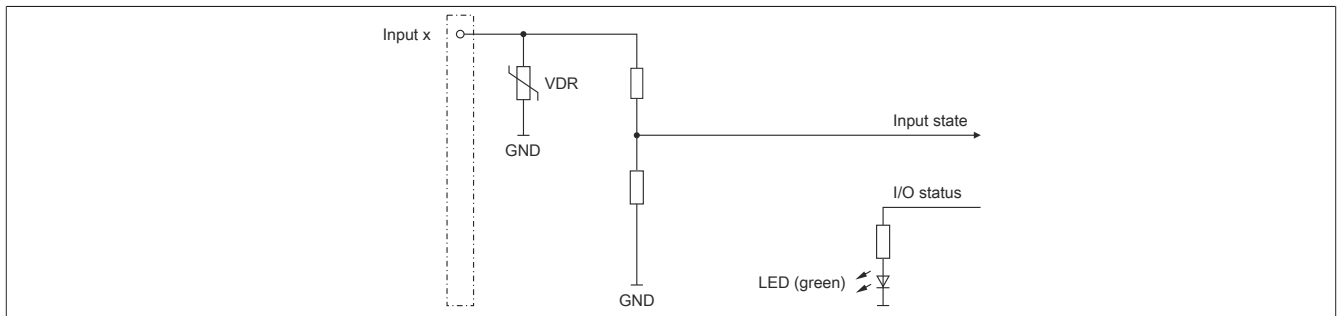 Input x
VDR
GND
Input state
I/O status
LED (green)
GND